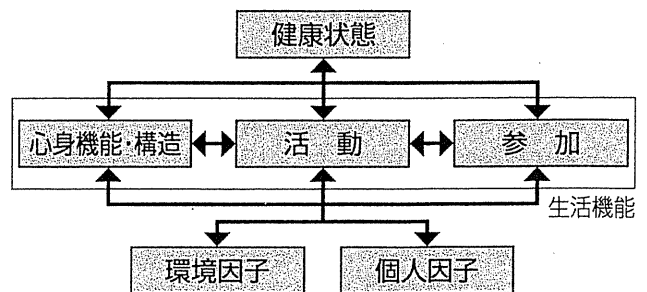 健康状態
心身機能・構造
活動
参加
生活機能
環境因子
個人因子